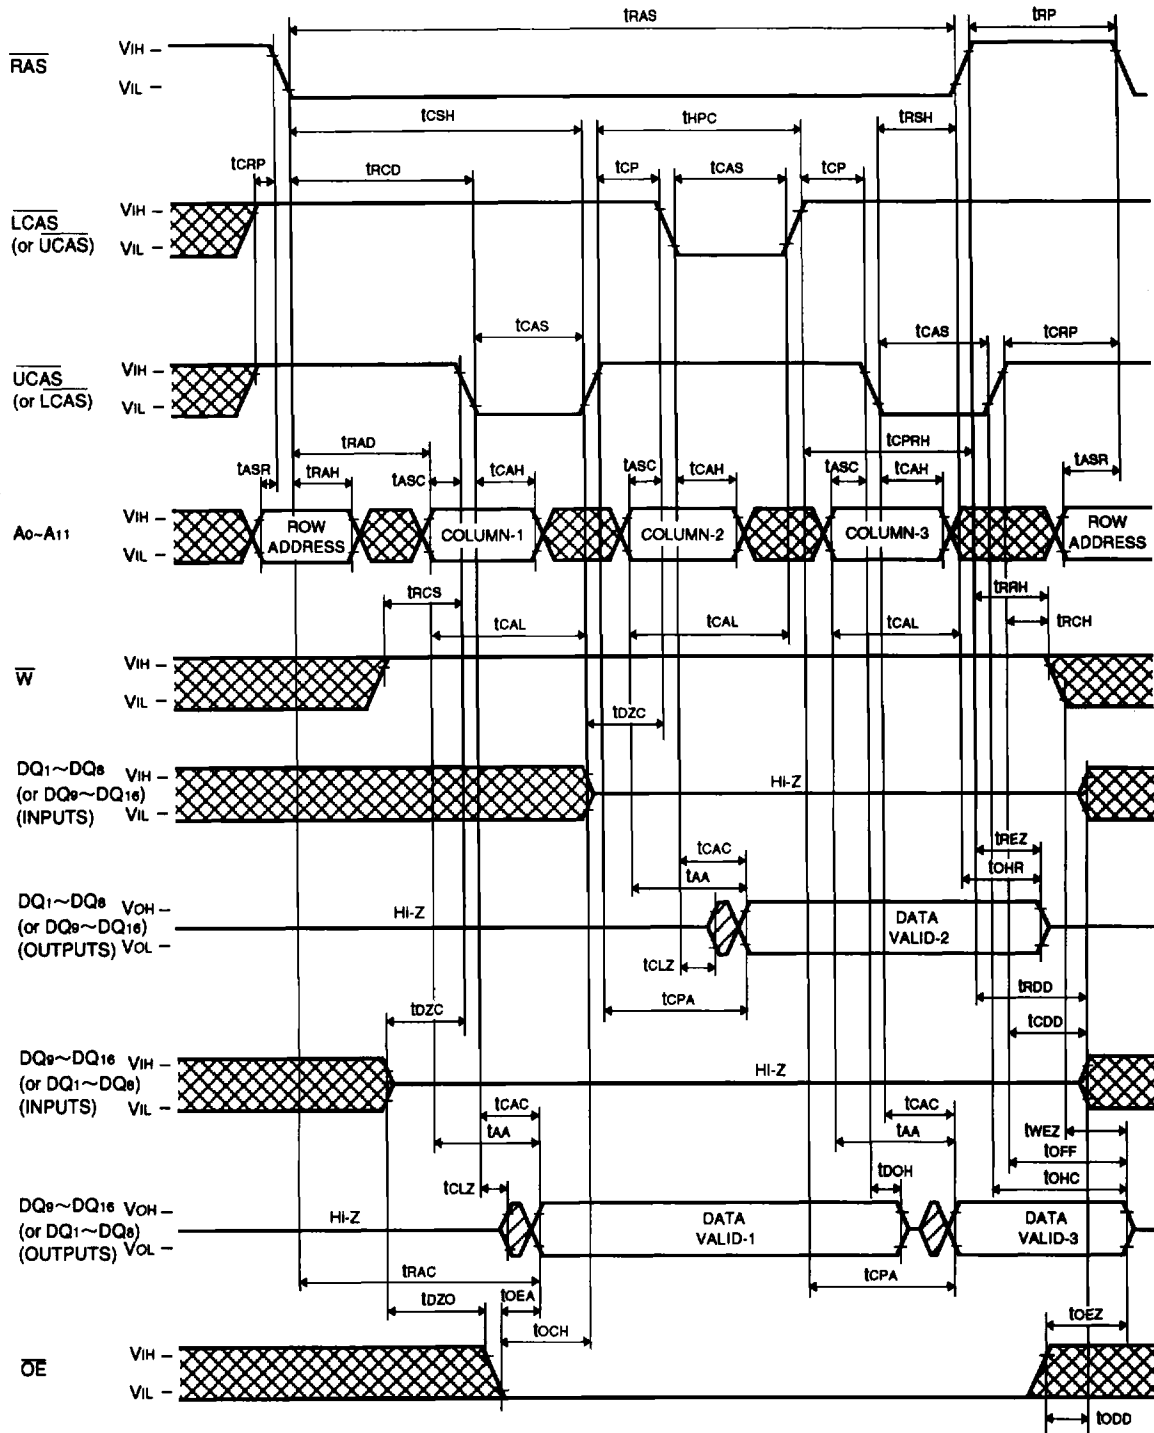 tRAS
tRP
RAS
VIH
VIL
tCSH
tHPC
tRSH
tCRP
tRCD
tCP
tCAS
tCP
LCAS
(or UCAS)
VIH
VIL
tCAS
tCAS
tCRP
UCAS
(or LCAS)
VIH
VIL
tRAD
tCPRH
tASR
tRAH
tASC
tCAH
tASC
tCAH
tASC
tCAH
tASR
A0~A11
VIH
VIL
ROW
ADDRESS
COLUMN-1
COLUMN-2
COLUMN-3
ROW
ADDRESS
tRCS
tRRH
tCAL
tCAL
tCAL
tRCH
W
VIH
VIL
tDZC
DQ1~DQ8
(or DQ9~DQ16)
(INPUTS)
VIH
VIL
Hi-Z
tREZ
tCAC
tOHR
tAA
DQ1~DQ8
(or DQ9~DQ16)
(OUTPUTS)
VOH
VOL
Hi-Z
DATA
VALID-2
tCLZ
tRDD
tCPA
tDZC
tCDD
DQ9~DQ16
(or DQ1~DQ8)
(INPUTS)
VIH
VIL
Hi-Z
tCAC
tCAC
tWEZ
tAA
tAA
tOFF
tDOH
tCLZ
tOHC
DQ9~DQ16
(or DQ1~DQ8)
(OUTPUTS)
VOH
VOL
Hi-Z
DATA
VALID-1
DATA
VALID-3
tRAC
tCPA
tDZO
tOEA
tOEZ
tOCH
OE
VIH
VIL
tODD